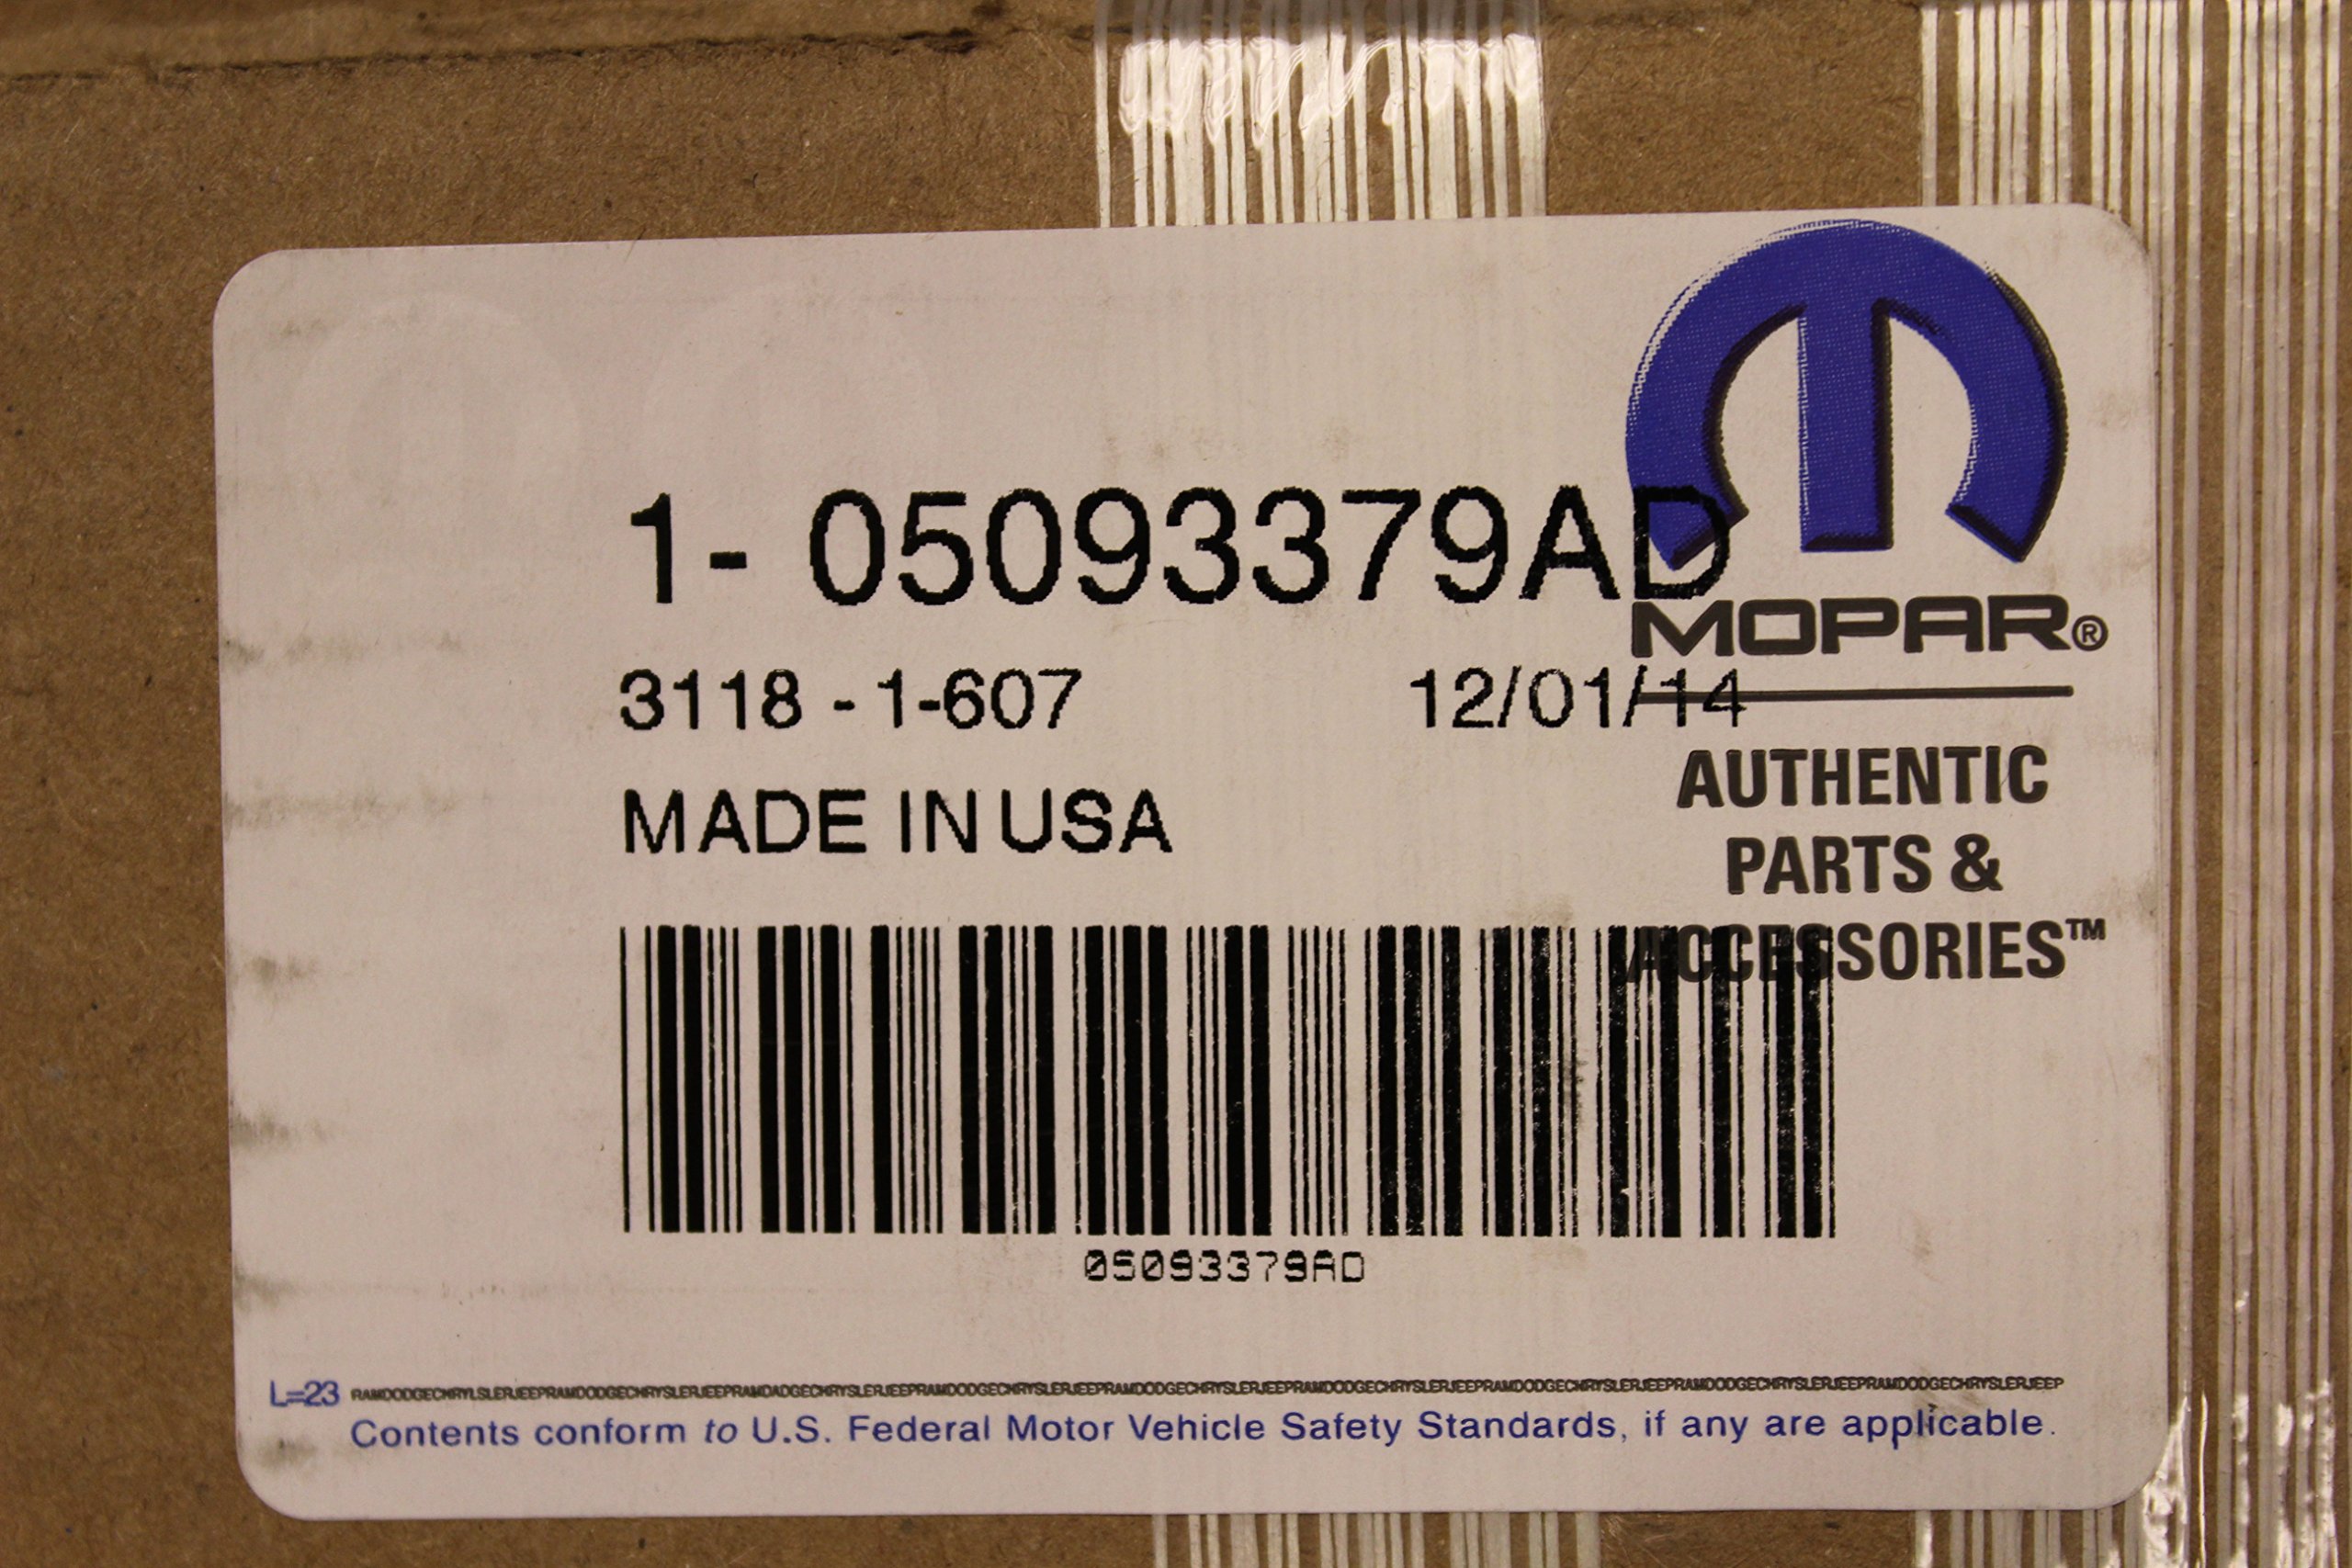 1- 05093379AD
MOPAR®
3118 - 1-607 12/01/14
MADE IN USA
AUTHENTIC
PARTS &
ACCESSORIES™
05093379AD
L=23 RAMDODGECHRYLSLERJEEPRAMDODGECHRYSLERJEEPRAMDADGECHRYSLERJEEPRAMDODGECHRYSLERJEEPRAMDODGECHRYSLERJEEPRAMDODGECHRYSLERJEEPRAMDODGECHRYSLERJEEPRAMDODGECHRYSLERJEEPRAMDODGECHRYSLERJEEP
Contents conform to U.S. Federal Motor Vehicle Safety Standards, if any are applicable.